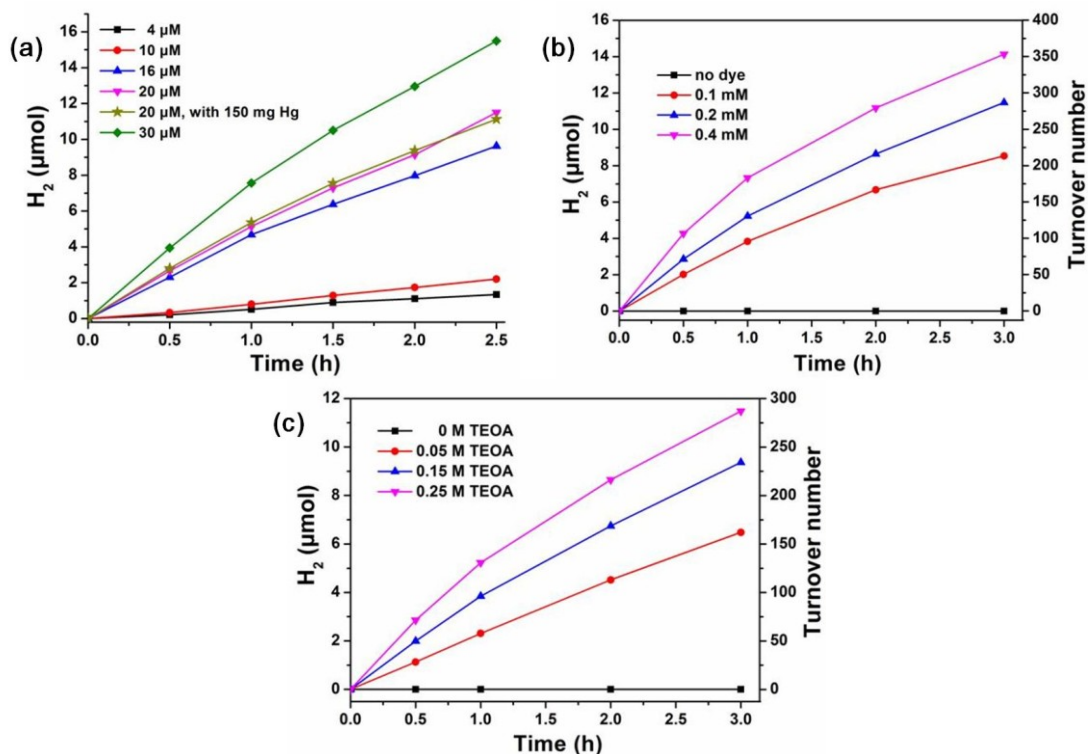 (a)
4 µM
10 µM
16 µM
20 µM
20 µM, with 150 mg Hg
30 µM
H₂ (µmol)
16
14
12
10
8
6
4
2
0
0.0 0.5 1.0 1.5 2.0 2.5
Time (h)
(b)
no dye
0.1 mM
0.2 mM
0.4 mM
H₂ (µmol)
16
14
12
10
8
6
4
2
0
400
350
300
250
200
150
100
50
0
Turnover number
0.0 0.5 1.0 1.5 2.0 2.5 3.0
Time (h)
(c)
0 M TEOA
0.05 M TEOA
0.15 M TEOA
0.25 M TEOA
H₂ (µmol)
12
10
8
6
4
2
0
300
250
200
150
100
50
0
Turnover number
0.0 0.5 1.0 1.5 2.0 2.5 3.0
Time (h)